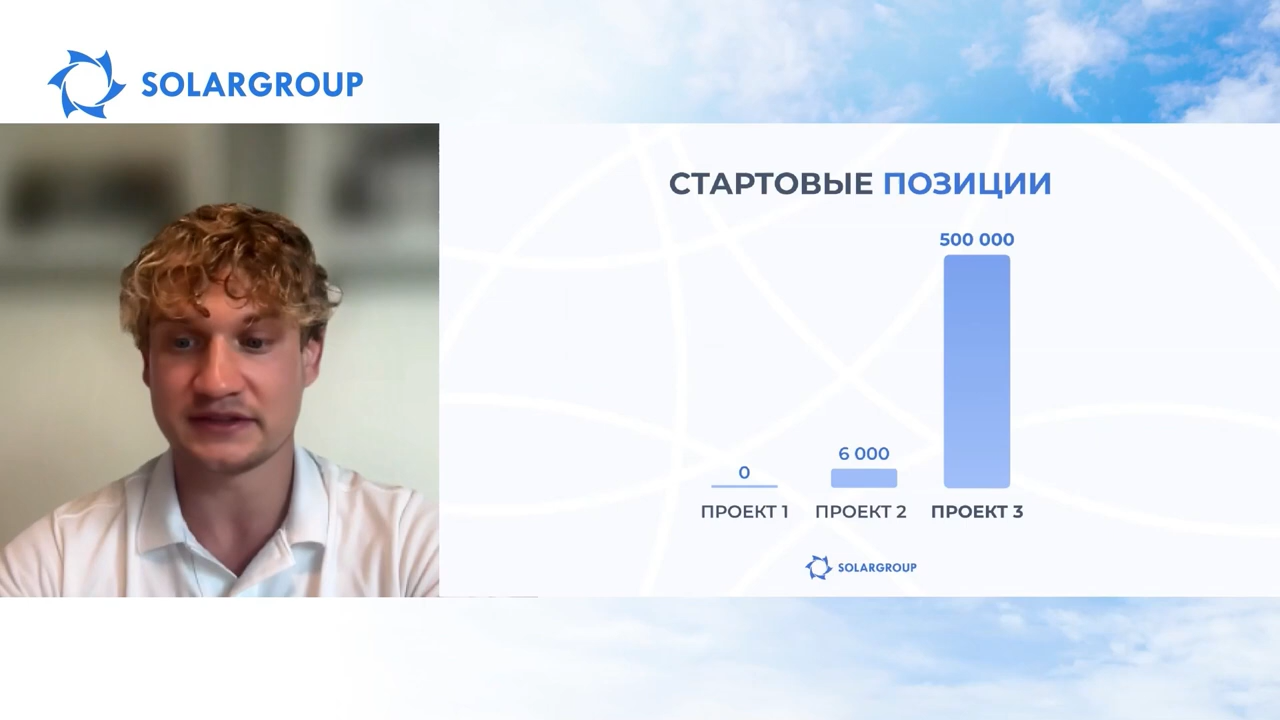 SOLARGROUP
СТАРТОВЫЕ ПОЗИЦИИ
500 000
6 000
0
ПРОЕКТ 1 ПРОЕКТ 2 ПРОЕКТ 3
SOLARGROUP